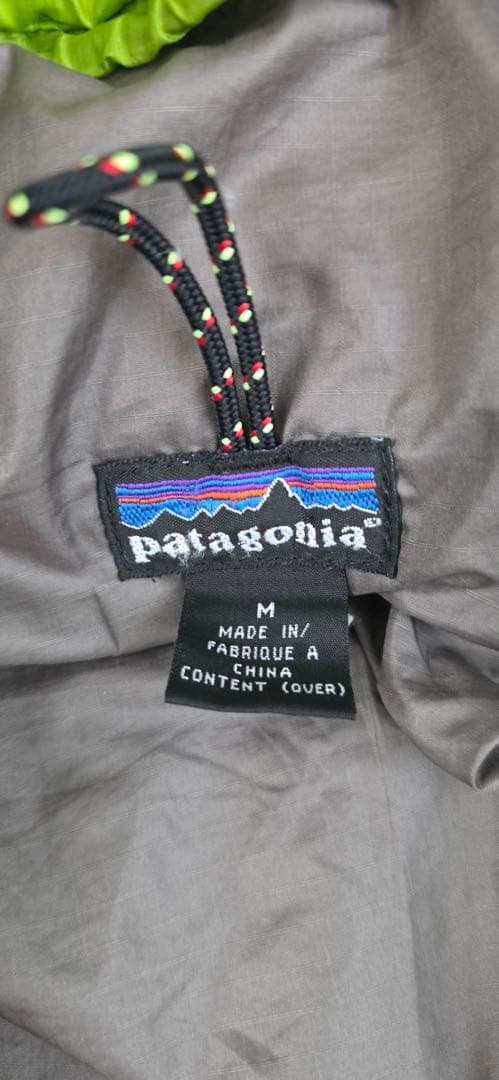 patagonia®
M
MADE IN/
FABRIQUE A
CHINA
CONTENT (OVER)